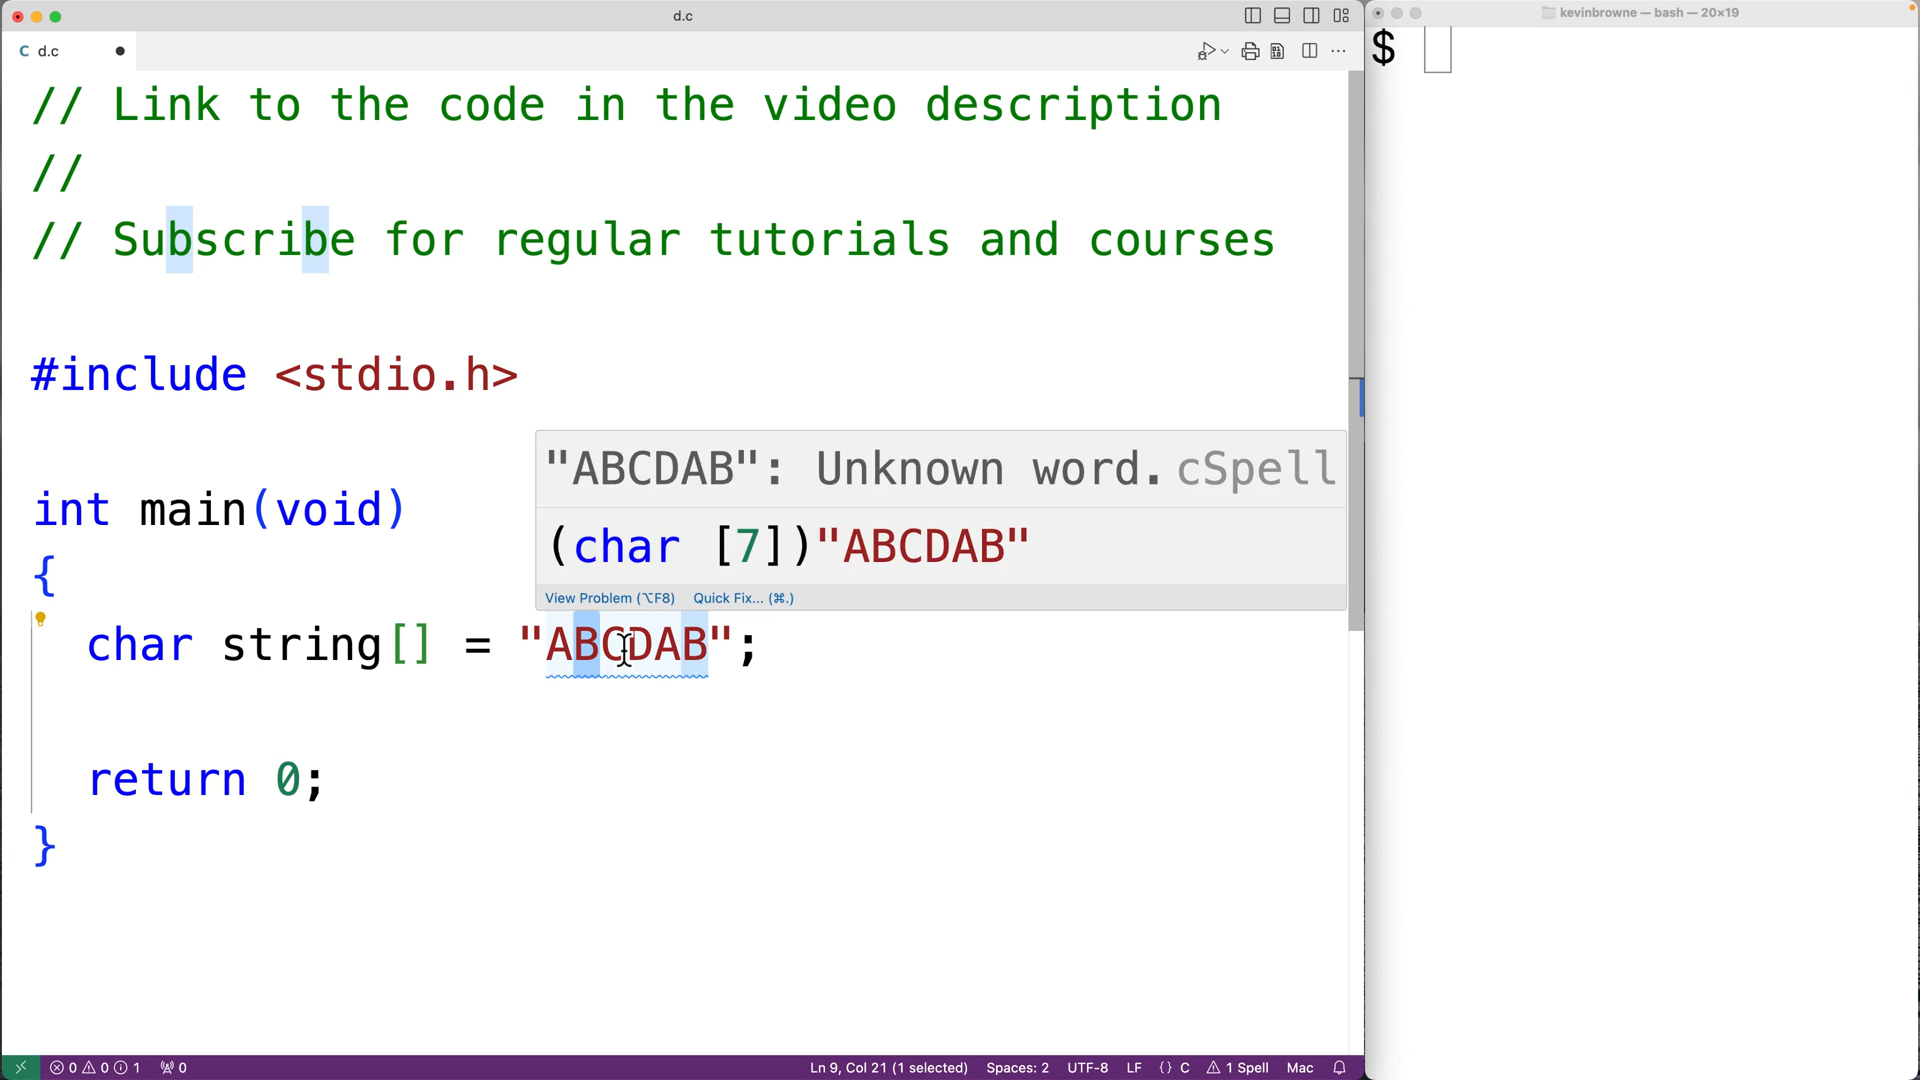 d.c
kevinbrowne — bash — 20×19
C d.c
$
// Link to the code in the video description
//
// Subscribe for regular tutorials and courses
#include <stdio.h>
"ABCDAB": Unknown word. cSpell
int main(void)
(char [7])"ABCDAB"
{
View Problem (⌥F8) Quick Fix... (⌘.)
char string[] = "ABCDAB";
return 0;
}
0 0 1 0 Ln 9, Col 21 (1 selected) Spaces: 2 UTF-8 LF {} C 1 Spell Mac